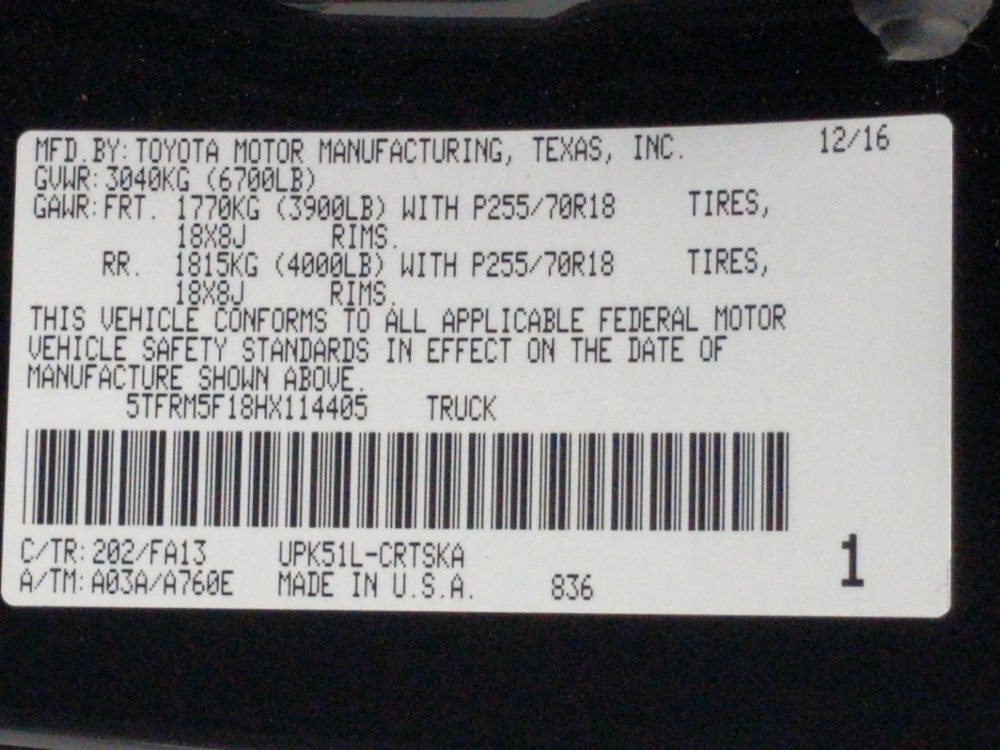 MFD.BY:TOYOTA MOTOR MANUFACTURING, TEXAS, INC. 12/16
GVWR:3040KG (6700LB)
GAWR:FRT. 1770KG (3900LB) WITH P255/70R18 TIRES,
18X8J RIMS.
RR. 1815KG (4000LB) WITH P255/70R18 TIRES,
18X8J RIMS.
THIS VEHICLE CONFORMS TO ALL APPLICABLE FEDERAL MOTOR
VEHICLE SAFETY STANDARDS IN EFFECT ON THE DATE OF
MANUFACTURE SHOWN ABOVE.
5TFRM5F18HX114405 TRUCK
C/TR:202/FA13 UPK51L-CRTSKA
A/TM:A03A/A760E MADE IN U.S.A. 836
1